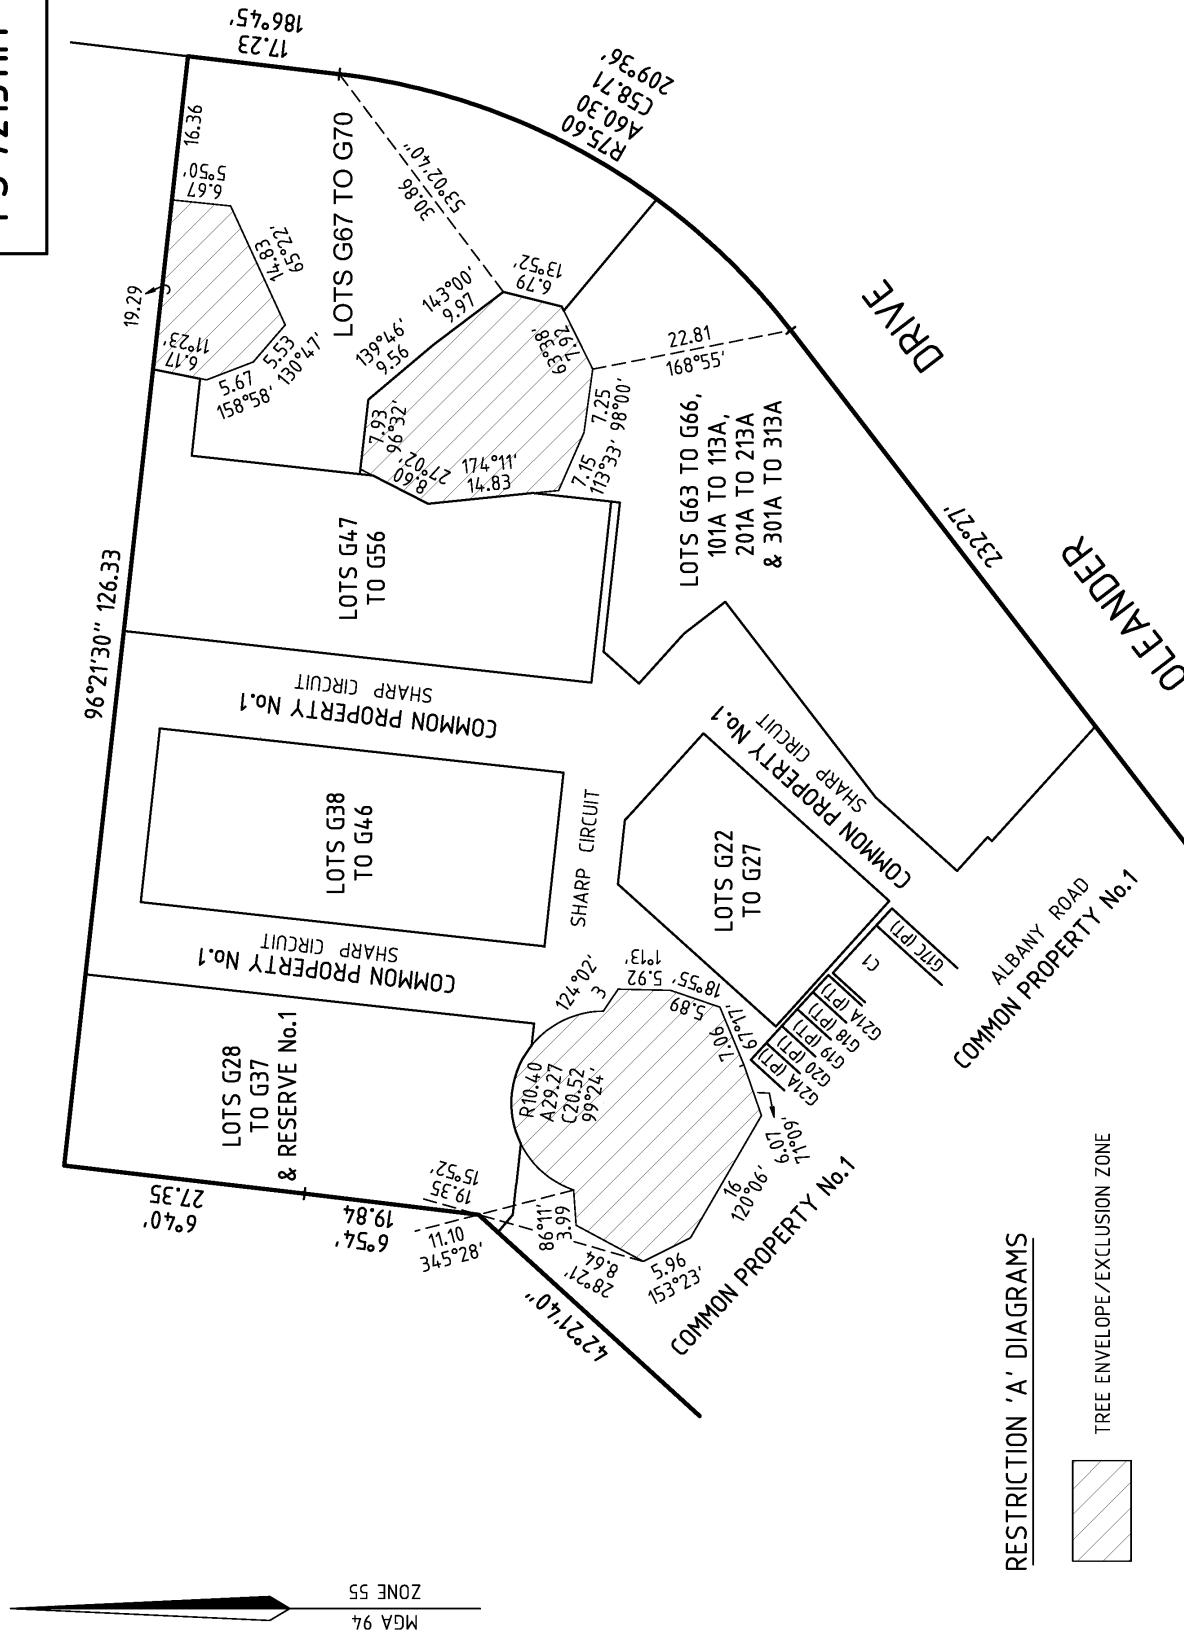 186°45'
17.23
209°36'
C58.71
A60.30
R75.60
16.36
5°50'
6.67
14.83
65°22'
19.29
11°23'
6.17
5.53
130°47'
5.67
158°58'
LOTS G67 TO G70
53°02'40"
30.86
143°00'
9.97
139°46'
9.56
13°52'
6.79
63°38'
7.92
7.93
96°32'
27°02'
8.60
174°11'
14.83
7.25
98°00'
7.15
113°33'
22.81
168°55'
DRIVE
OLEANDER
232°27'
LOTS G63 TO G66,
101A TO 113A,
201A TO 213A
& 301A TO 313A
96°21'30" 126.33
LOTS G47
TO G56
SHARP CIRCUIT
COMMON PROPERTY No.1
LOTS G38
TO G46
SHARP CIRCUIT
SHARP CIRCUIT
COMMON PROPERTY No.1
SHARP CIRCUIT
COMMON PROPERTY No.1
LOTS G22
TO G27
LOTS G28
TO G37
& RESERVE No.1
R10.40
A29.27
C20.52
99°24'
124°02'
3
1°13'
5.92
18°55'
5.89
67°17'
7.06
6.07
71°09'
16
120°06'
5.96
153°23'
28°21'
8.64
86°11'
3.99
15°52'
19.35
11.10
345°28'
6°40'
27.35
6°54'
19.84
42°21'40"
G17C(PT)
C1
G21A (PT)
G18 (PT)
G19 (PT)
G20 (PT)
G21A (PT)
ALBANY ROAD
COMMON PROPERTY No.1
COMMON PROPERTY No.1
RESTRICTION 'A' DIAGRAMS
TREE ENVELOPE/EXCLUSION ZONE
MGA 94
ZONE 55